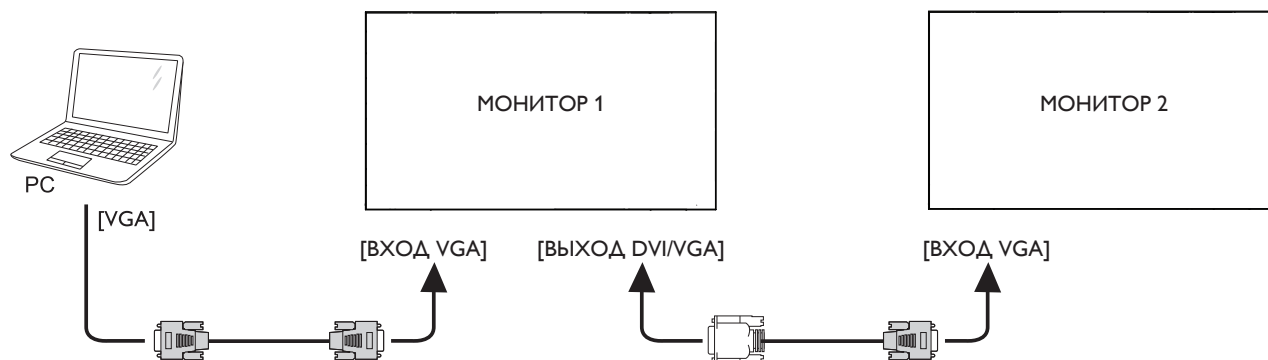 МОНИТОР 1
МОНИТОР 2
PC
[VGA]
[ВХОД VGA]
[ВЫХОД DVI/VGA]
[ВХОД VGA]